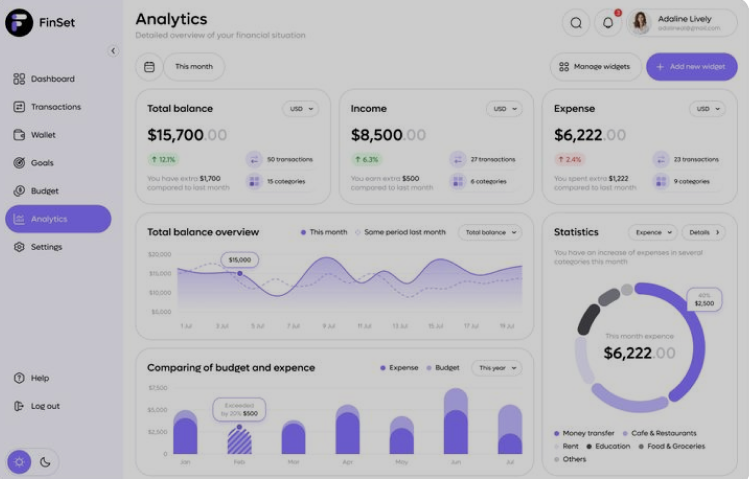 FinSet
Dashboard
Transactions
Wallet
Goals
Budget
Analytics
Settings
Help
Log out
Analytics
Detailed overview of your financial situation
3
Adaline Lively
This month
Manage widgets
+ Add new widget
Total balance
USD
$15,700.00
↑ 12.1%
50 transactions
You have extra $1,700
compared to last month
15 categories
Income
USD
$8,500.00
↑ 6.3%
27 transactions
You earn extra $500
compared to last month
6 categories
Expense
USD
$6,222.00
↑ 2.4%
23 transactions
You spent extra $1,222
compared to last month
9 categories
Total balance overview
This month
Same period last month
Total balance
$20,000
$15,000
$10,000
$5,000
$15,000
1 Jul 3 Jul 5 Jul 7 Jul 9 Jul 11 Jul 13 Jul 15 Jul 17 Jul 19 Jul
Comparing of budget and expence
Expense
Budget
This year
$7,500
$5,000
$2,500
0
Exceeded
by 20% $500
Jan Feb Mar Apr May Jun Jul
Statistics
Expense
Details
You have an increase of expenses in several
categories this month
40%
$2,500
This month expence
$6,222.00
Money transfer
Cafe & Restaurants
Rent
Education
Food & Groceries
Others